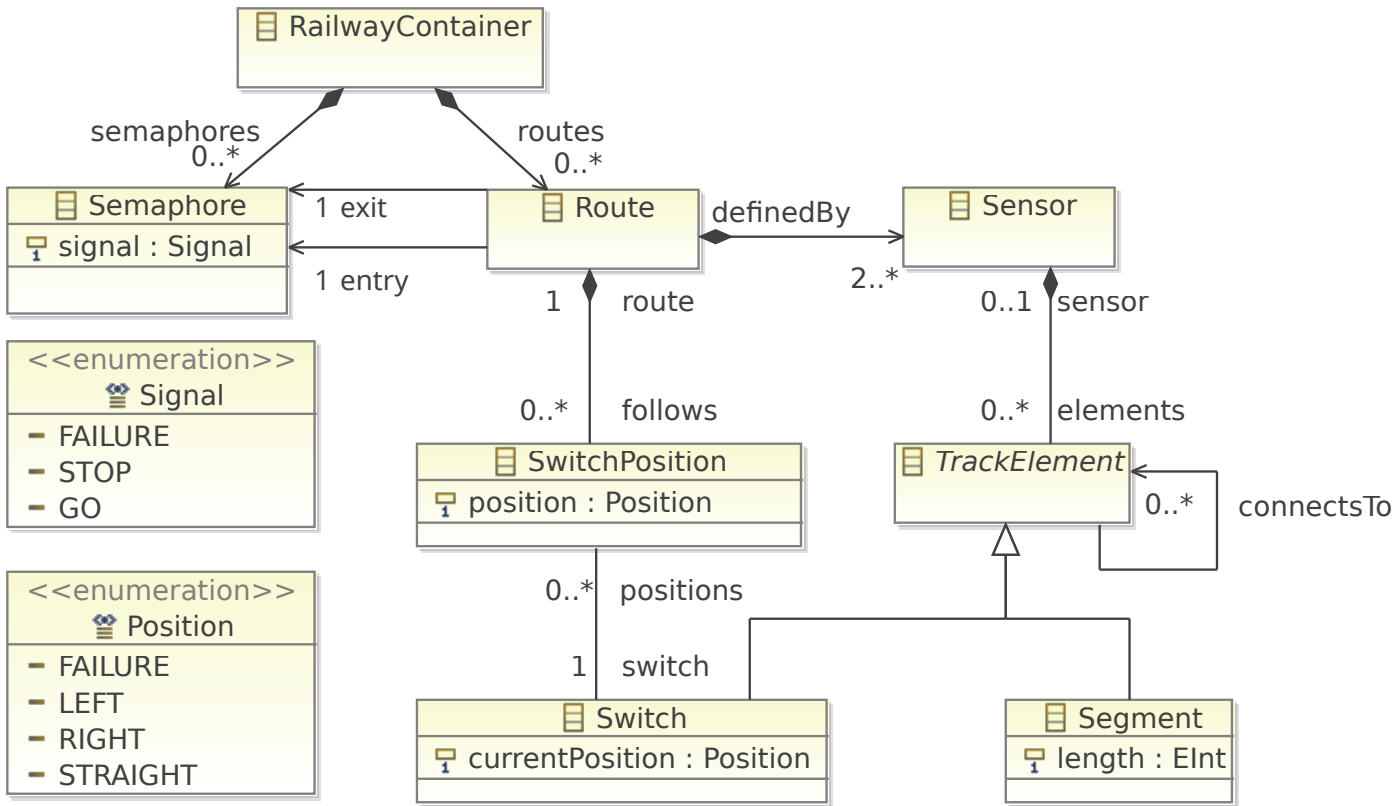 RailwayContainer
semaphores
0..*
routes
0..*
Semaphore
signal : Signal
1 exit
1 entry
Route
definedBy
2..*
Sensor
1 route
0..1 sensor
<<enumeration>>
Signal
FAILURE
STOP
GO
0..* follows
0..* elements
SwitchPosition
position : Position
TrackElement
0..* connectsTo
<<enumeration>>
Position
FAILURE
LEFT
RIGHT
STRAIGHT
0..* positions
1 switch
Switch
currentPosition : Position
Segment
length : EInt